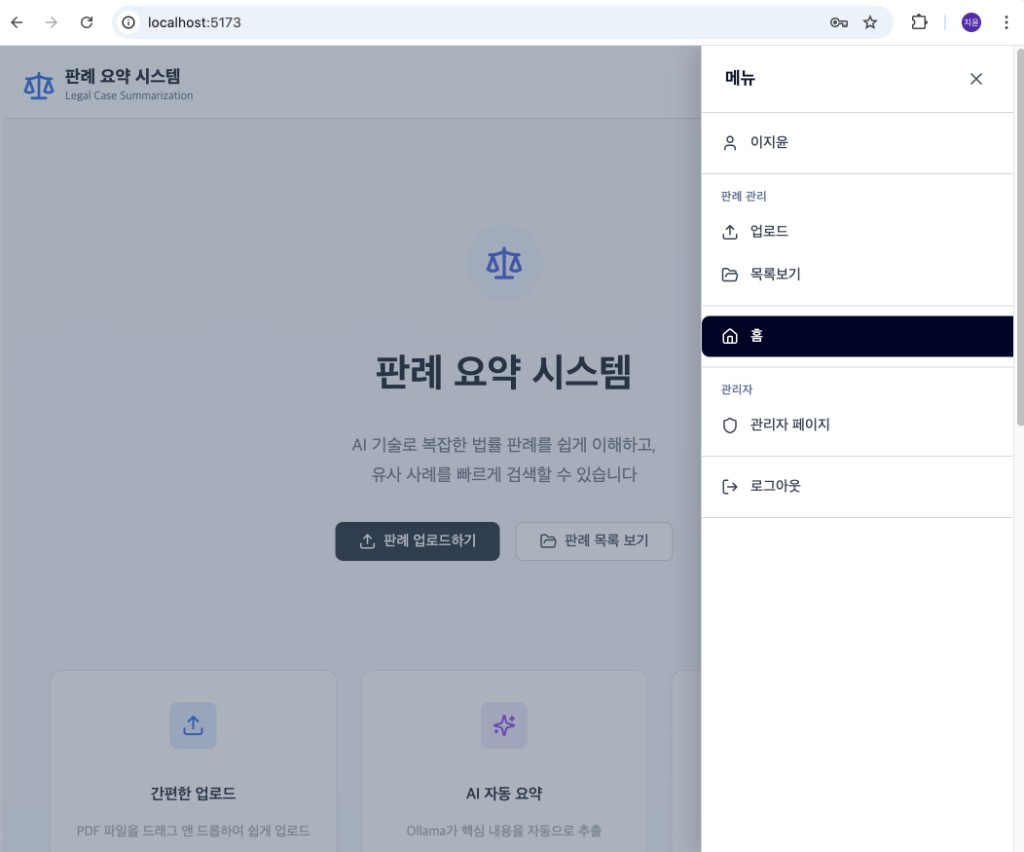 localhost:5173
지윤
판례 요약 시스템
Legal Case Summarization
판례 요약 시스템
AI 기술로 복잡한 법률 판례를 쉽게 이해하고,
유사 사례를 빠르게 검색할 수 있습니다
판례 업로드하기
판례 목록 보기
간편한 업로드
PDF 파일을 드래그 앤 드롭하여 쉽게 업로드
AI 자동 요약
Ollama가 핵심 내용을 자동으로 추출
메뉴
이지윤
판례 관리
업로드
목록보기
홈
관리자
관리자 페이지
로그아웃